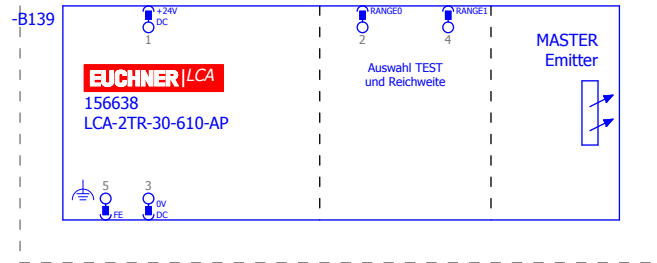 -B139
+24V
DC
1
RANGE0
2
RANGE1
4
MASTER
Emitter
Auswahl TEST
und Reichweite
EUCHNER LCA
156638
LCA-2TR-30-610-AP
5
FE
3
0V
DC